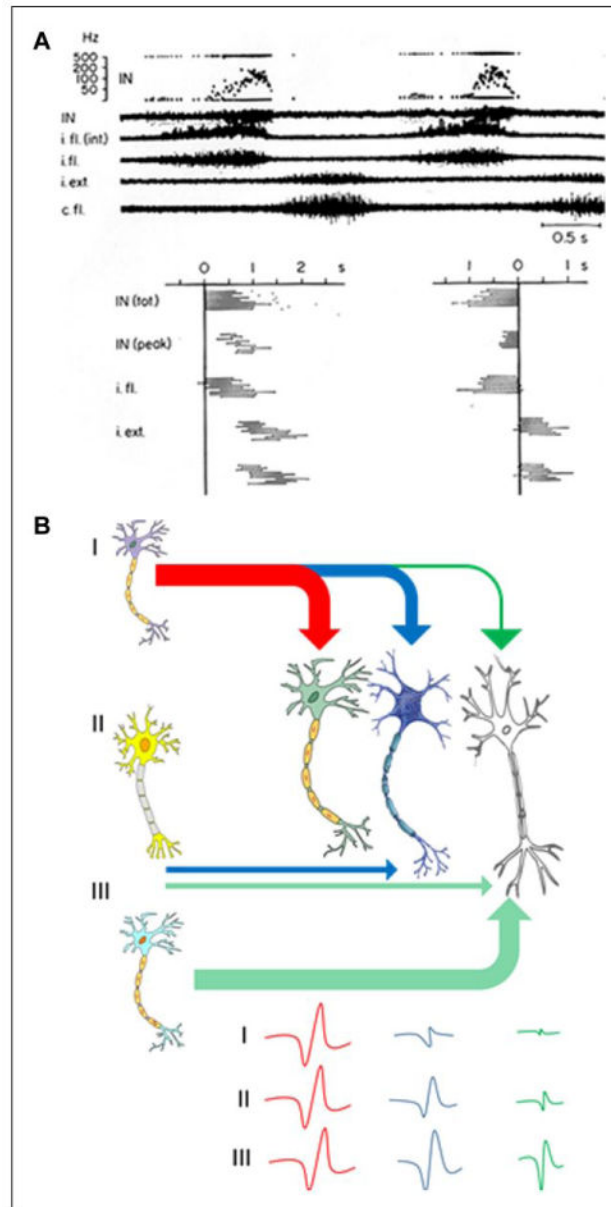 A
Hz
500
200
100
50
IN
IN
i. fl. (int)
i. fl.
i. ext.
c. fl.
0.5 s
0 1 2 s
1 0 1 s
IN (tot)
IN (peak)
i. fl.
i. ext.
B
I
II
III
I
II
III